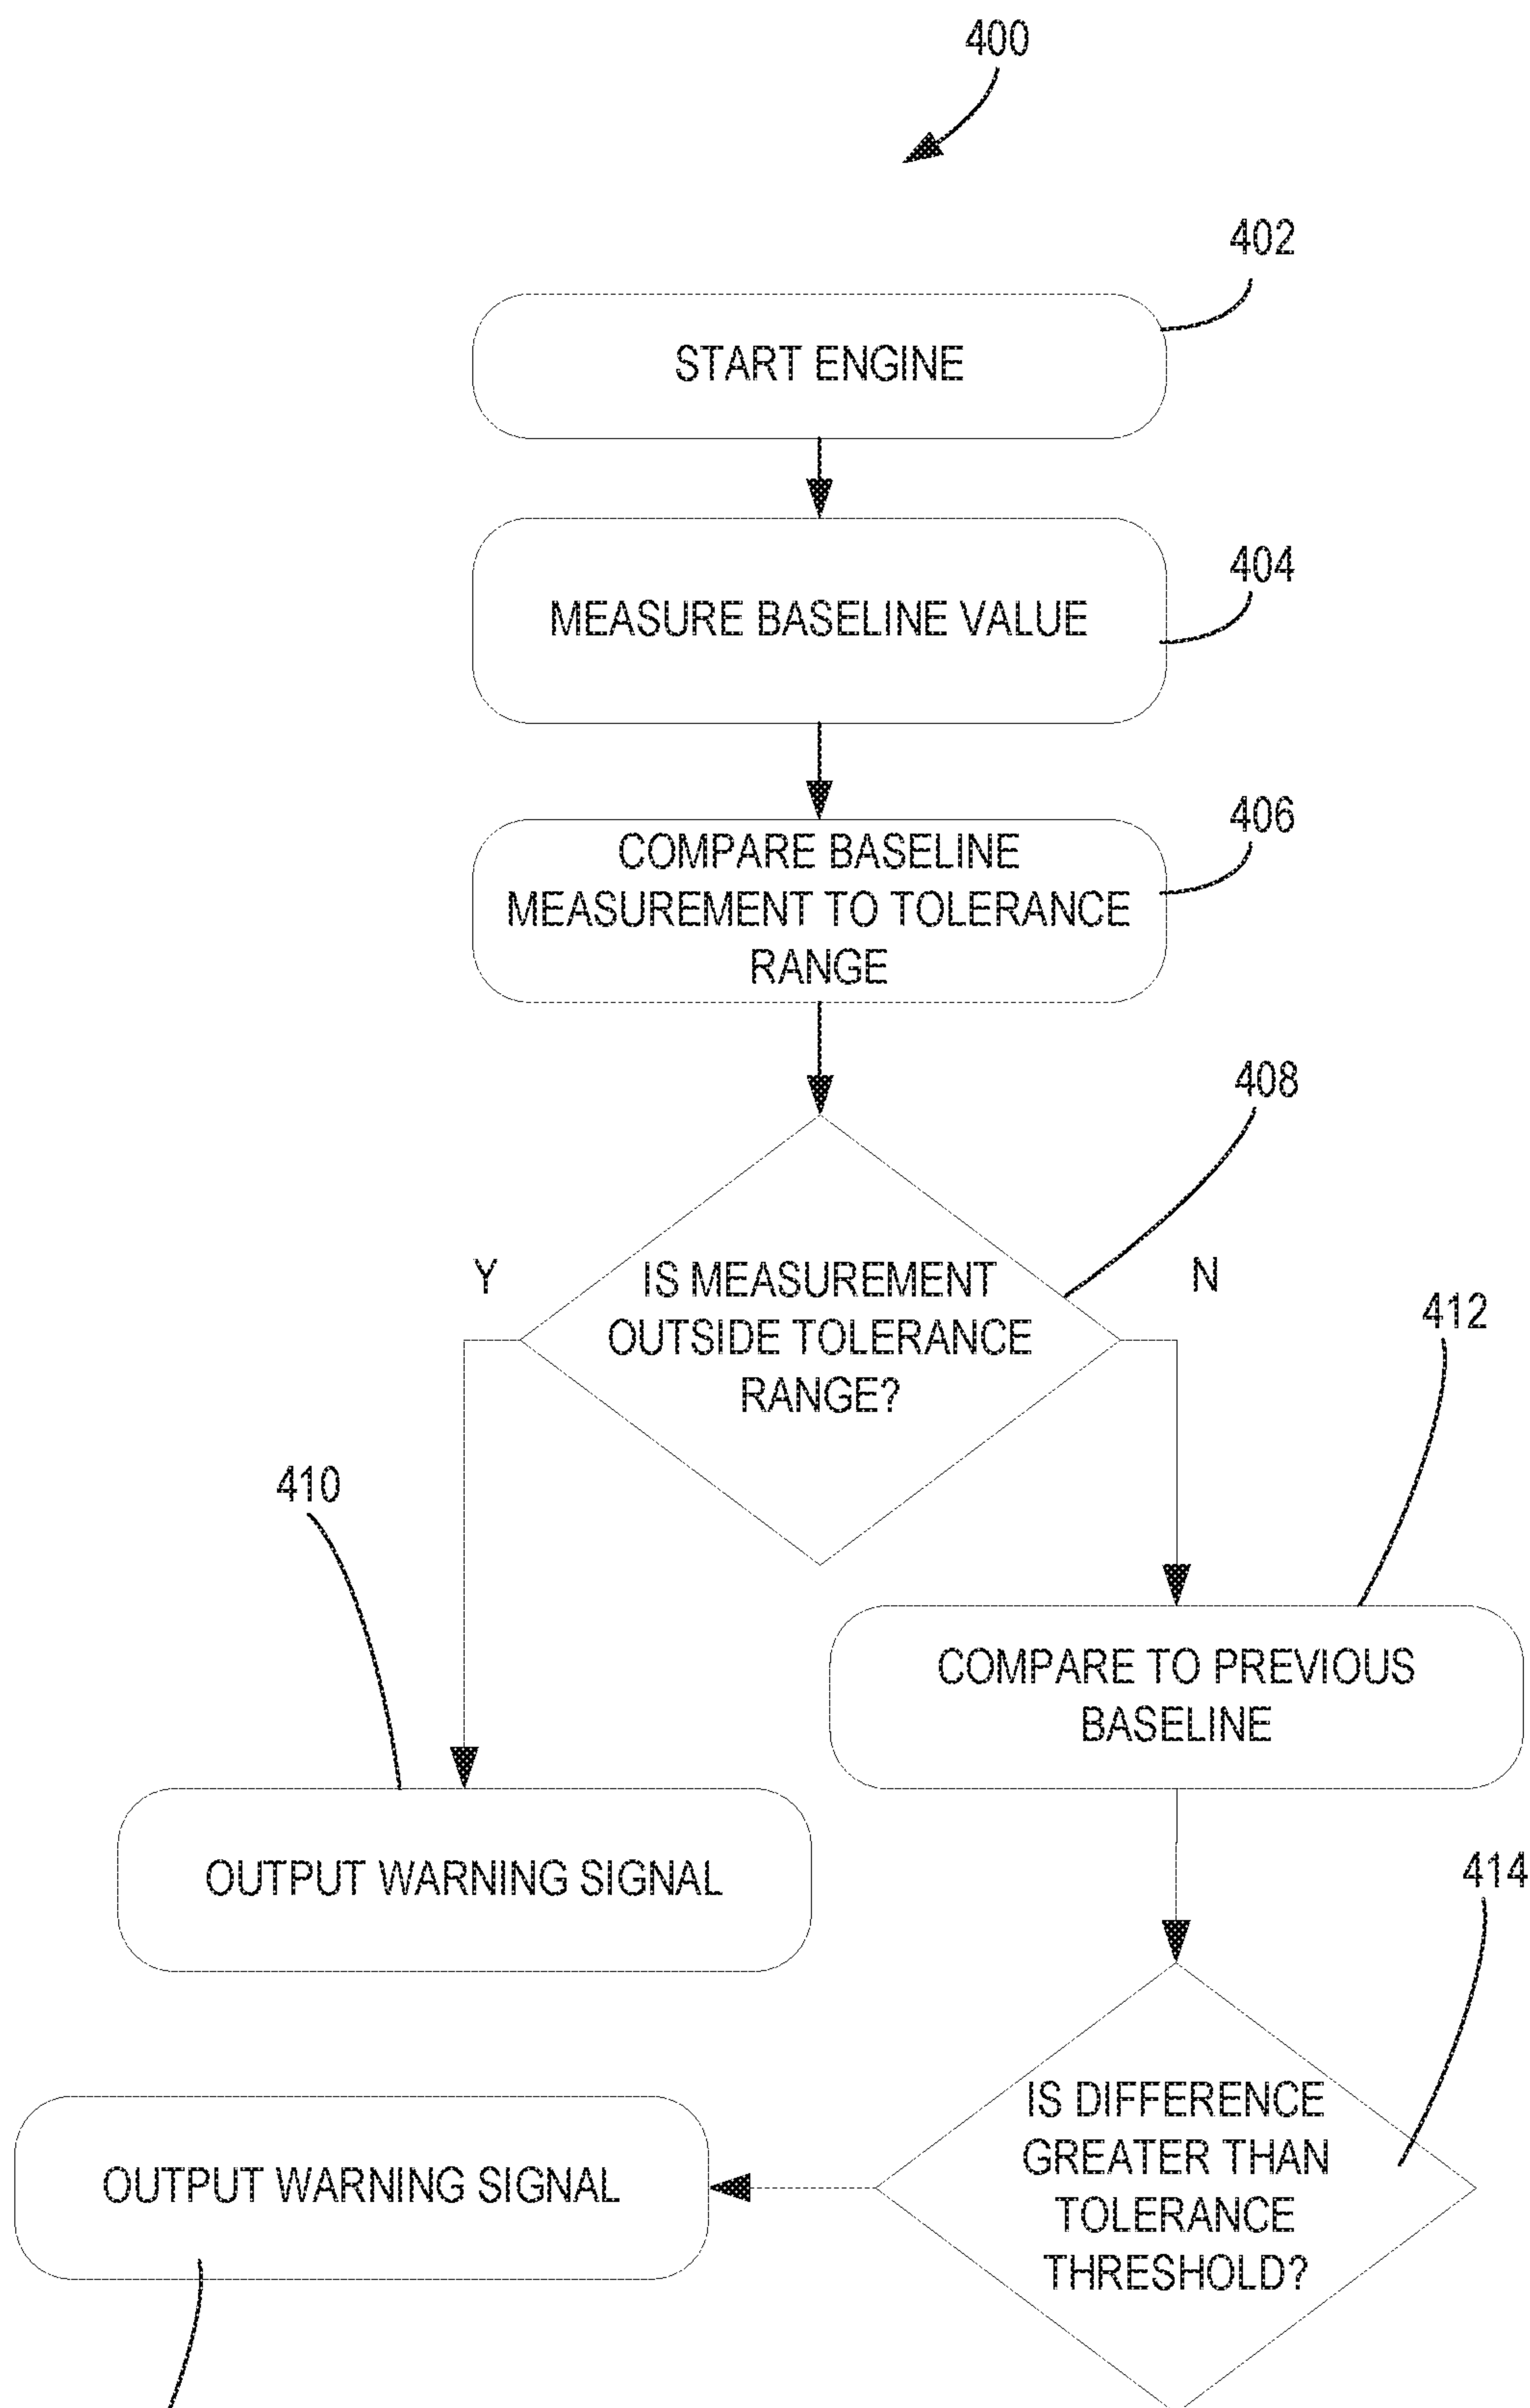 400
402
START ENGINE
404
MEASURE BASELINE VALUE
406
COMPARE BASELINE
MEASUREMENT TO TOLERANCE
RANGE
408
Y
N
IS MEASUREMENT
OUTSIDE TOLERANCE
RANGE?
412
410
COMPARE TO PREVIOUS
BASELINE
OUTPUT WARNING SIGNAL
414
IS DIFFERENCE
GREATER THAN
TOLERANCE
THRESHOLD?
OUTPUT WARNING SIGNAL